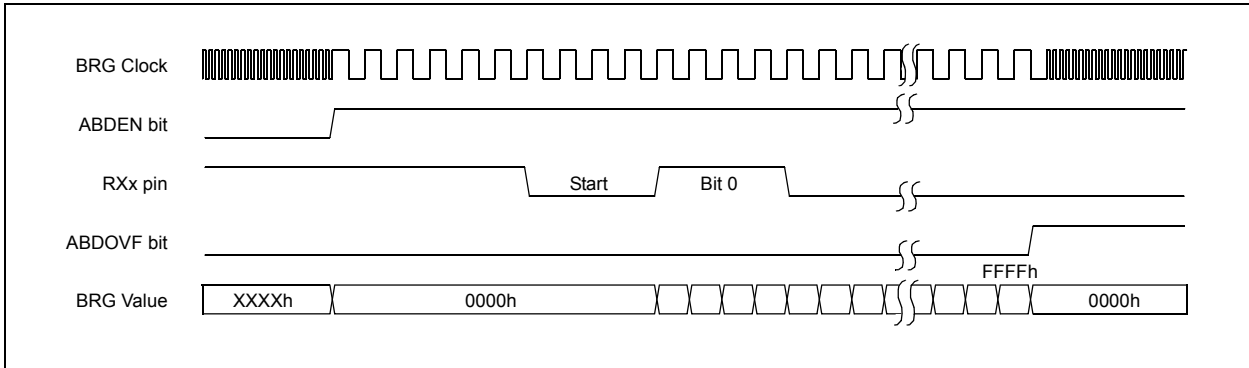 BRG Clock
ABDEN bit
RXx pin
Start
Bit 0
ABDOVF bit
FFFFh
BRG Value
XXXXh
0000h
0000h